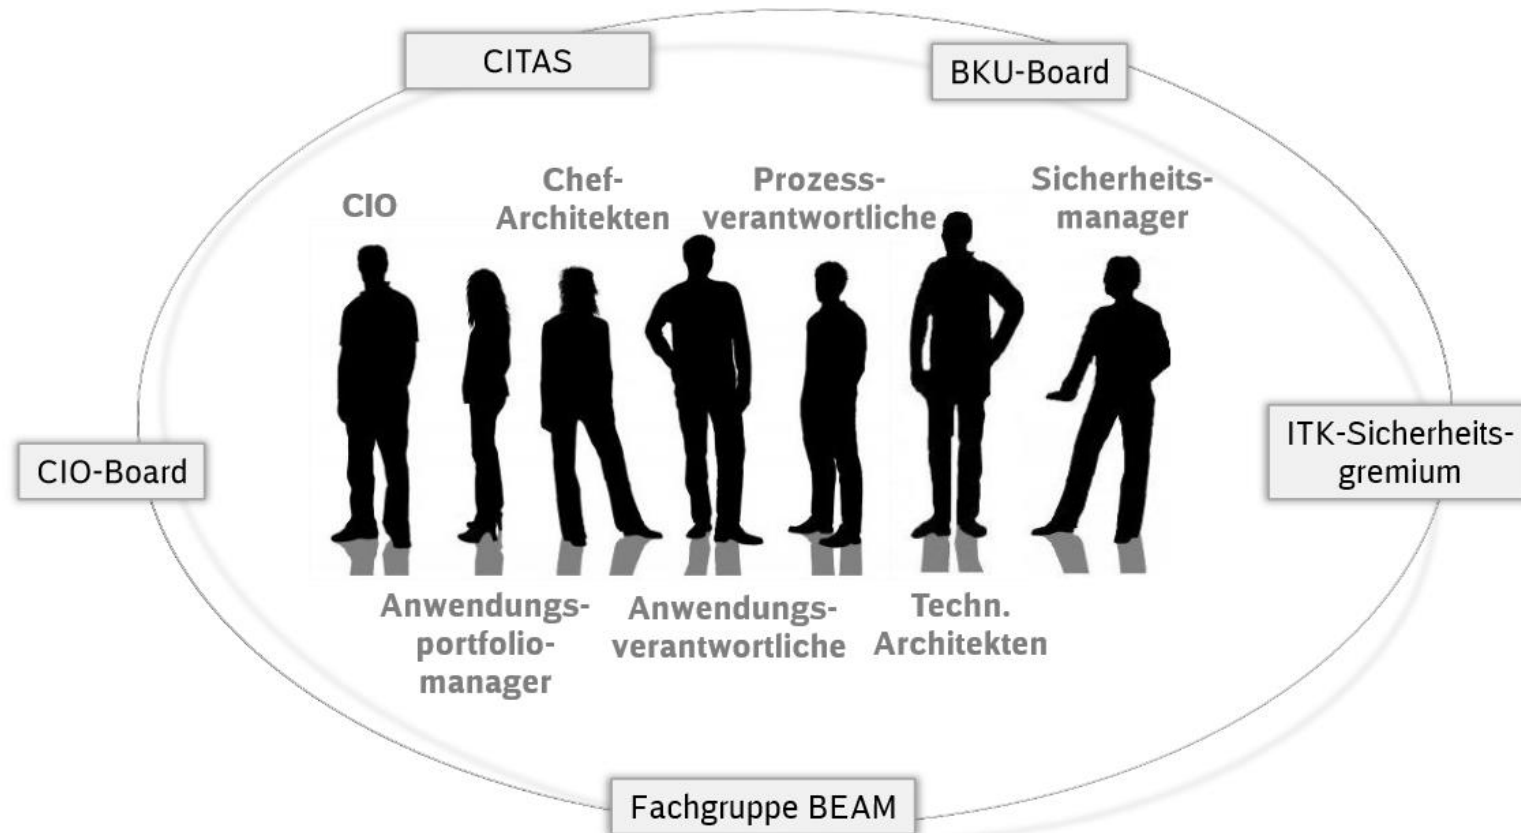 CITAS
BKU-Board
CIO
Chef-
Architekten
Prozess-
verantwortliche
Sicherheits-
manager
CIO-Board
ITK-Sicherheits-
gremium
Anwendungs-
portfolio-
manager
Anwendungs-
verantwortliche
Techn.
Architekten
Fachgruppe BEAM